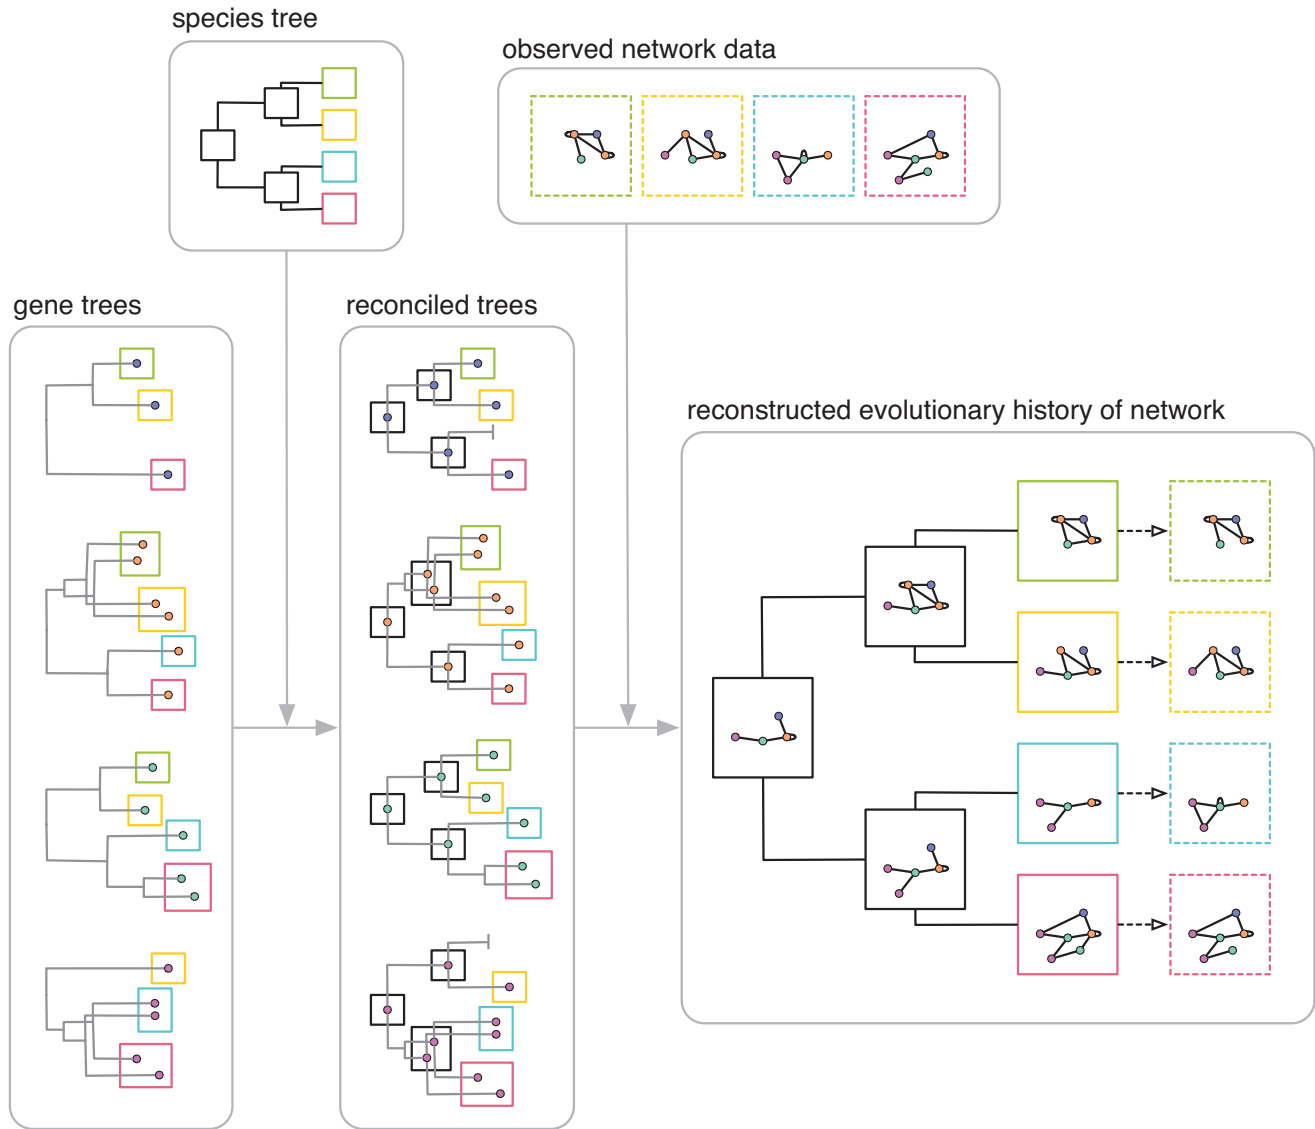 species tree
observed network data
gene trees
reconciled trees
reconstructed evolutionary history of network